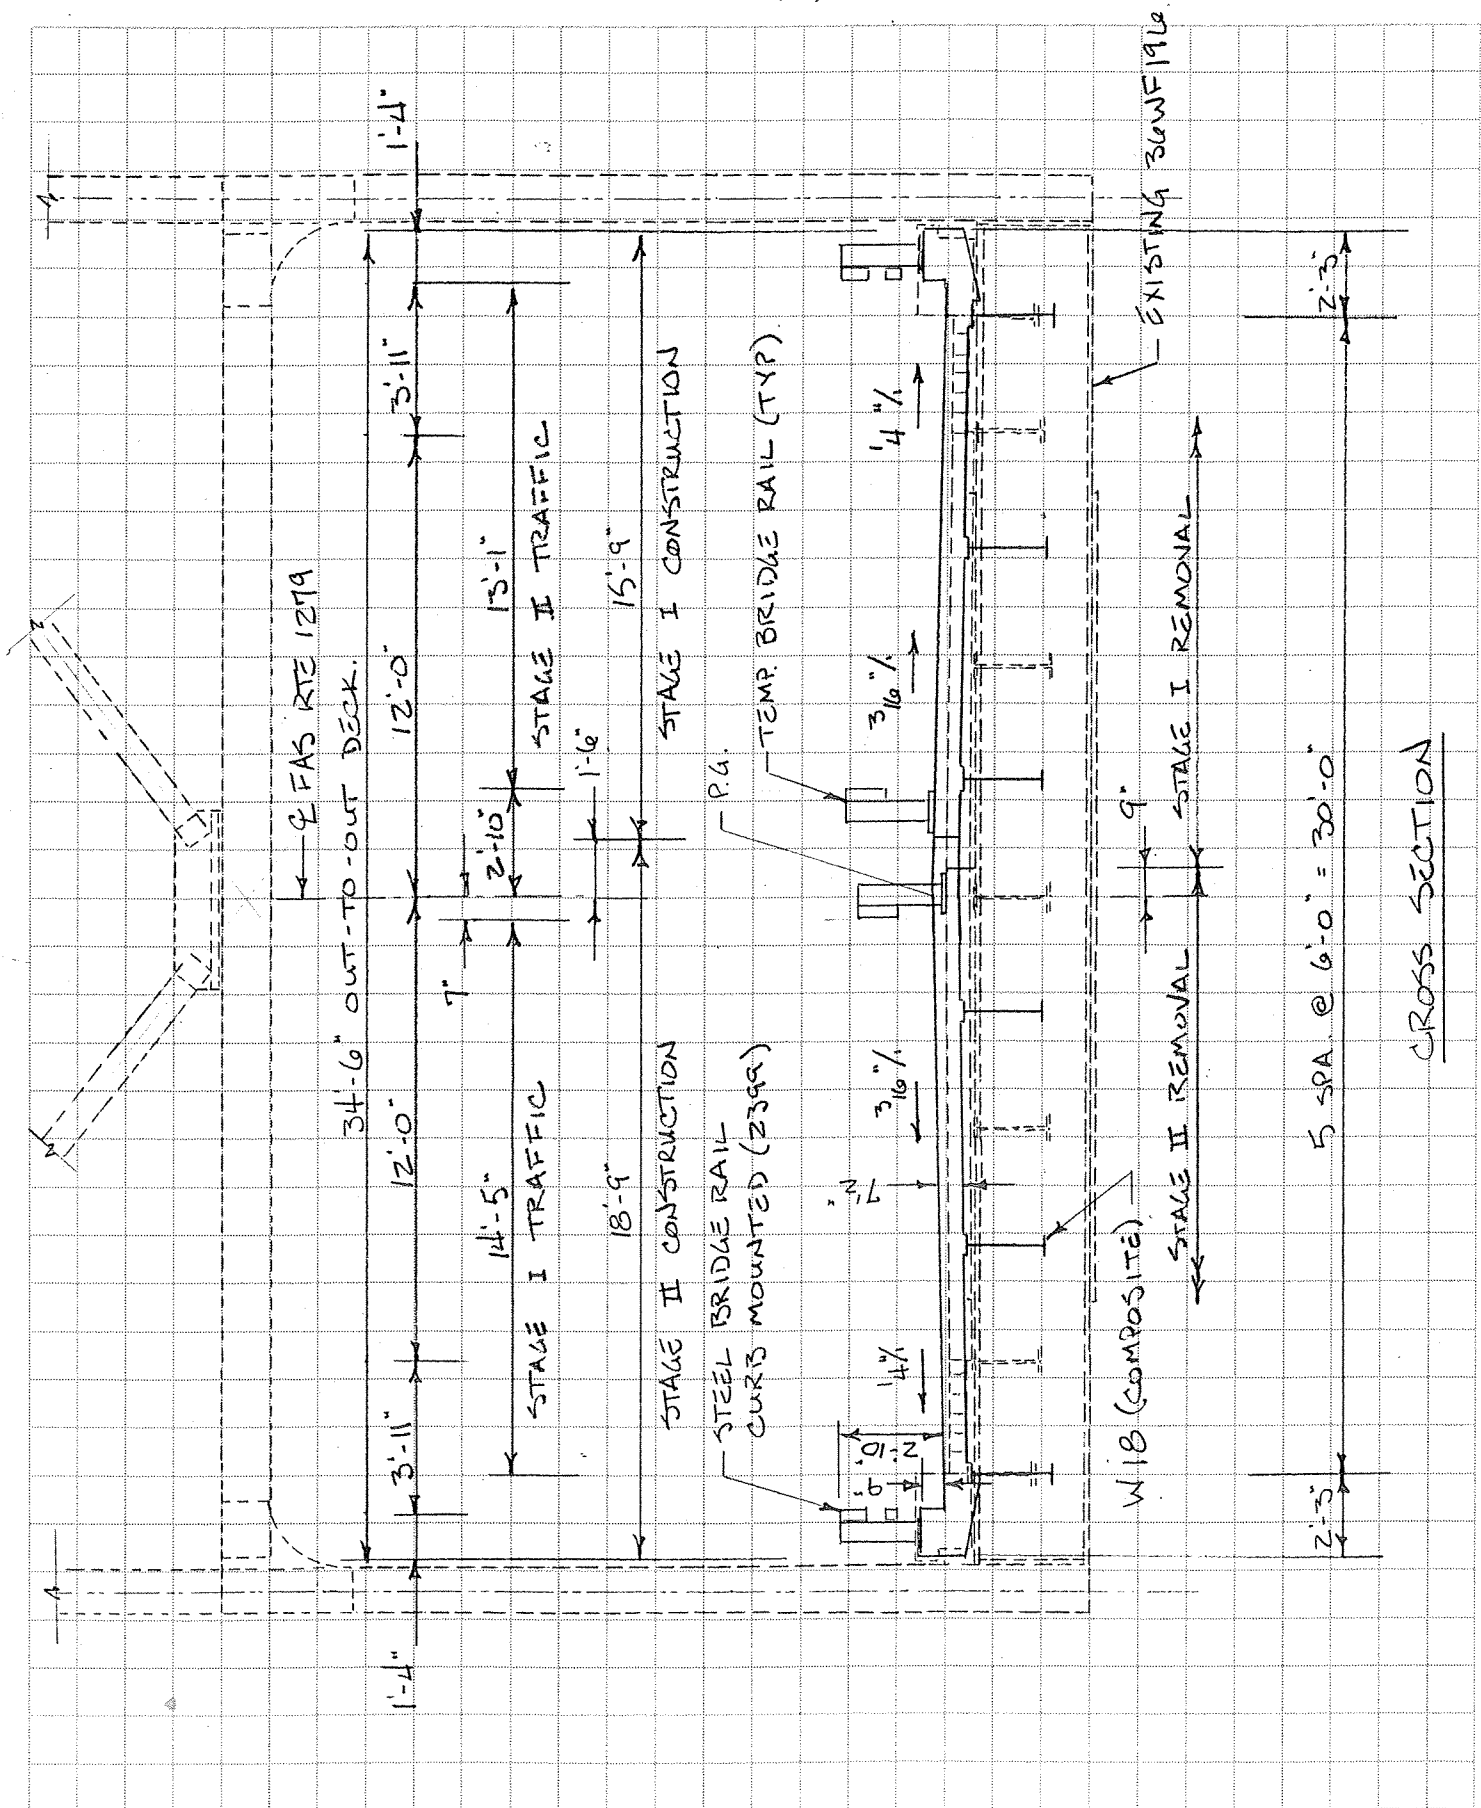 ℄ FAS RTE 1279
34'-6" OUT-TO-OUT DECK.
1'-4"
3'-11"
12'-0"
12'-0"
3'-11"
1'-4"
7"
2'-10"
14'-5"
13'-1"
STAGE I TRAFFIC
STAGE II TRAFFIC
1'-6"
18'-9"
15'-9"
STAGE II CONSTRUCTION
STAGE I CONSTRUCTION
STEEL BRIDGE RAIL
CURB MOUNTED (2399)
P.G.
TEMP. BRIDGE RAIL (TYP).
2'-10"
9"
1/4"/'
7 1/2"
3/16"/'
3/16"/'
1/4"/'
W18 (COMPOSITE)
9"
EXISTING 36WF196
STAGE II REMOVAL
STAGE I REMOVAL
2'-3"
5 SPA. @ 6'-0" = 30'-0"
2'-3"
CROSS SECTION